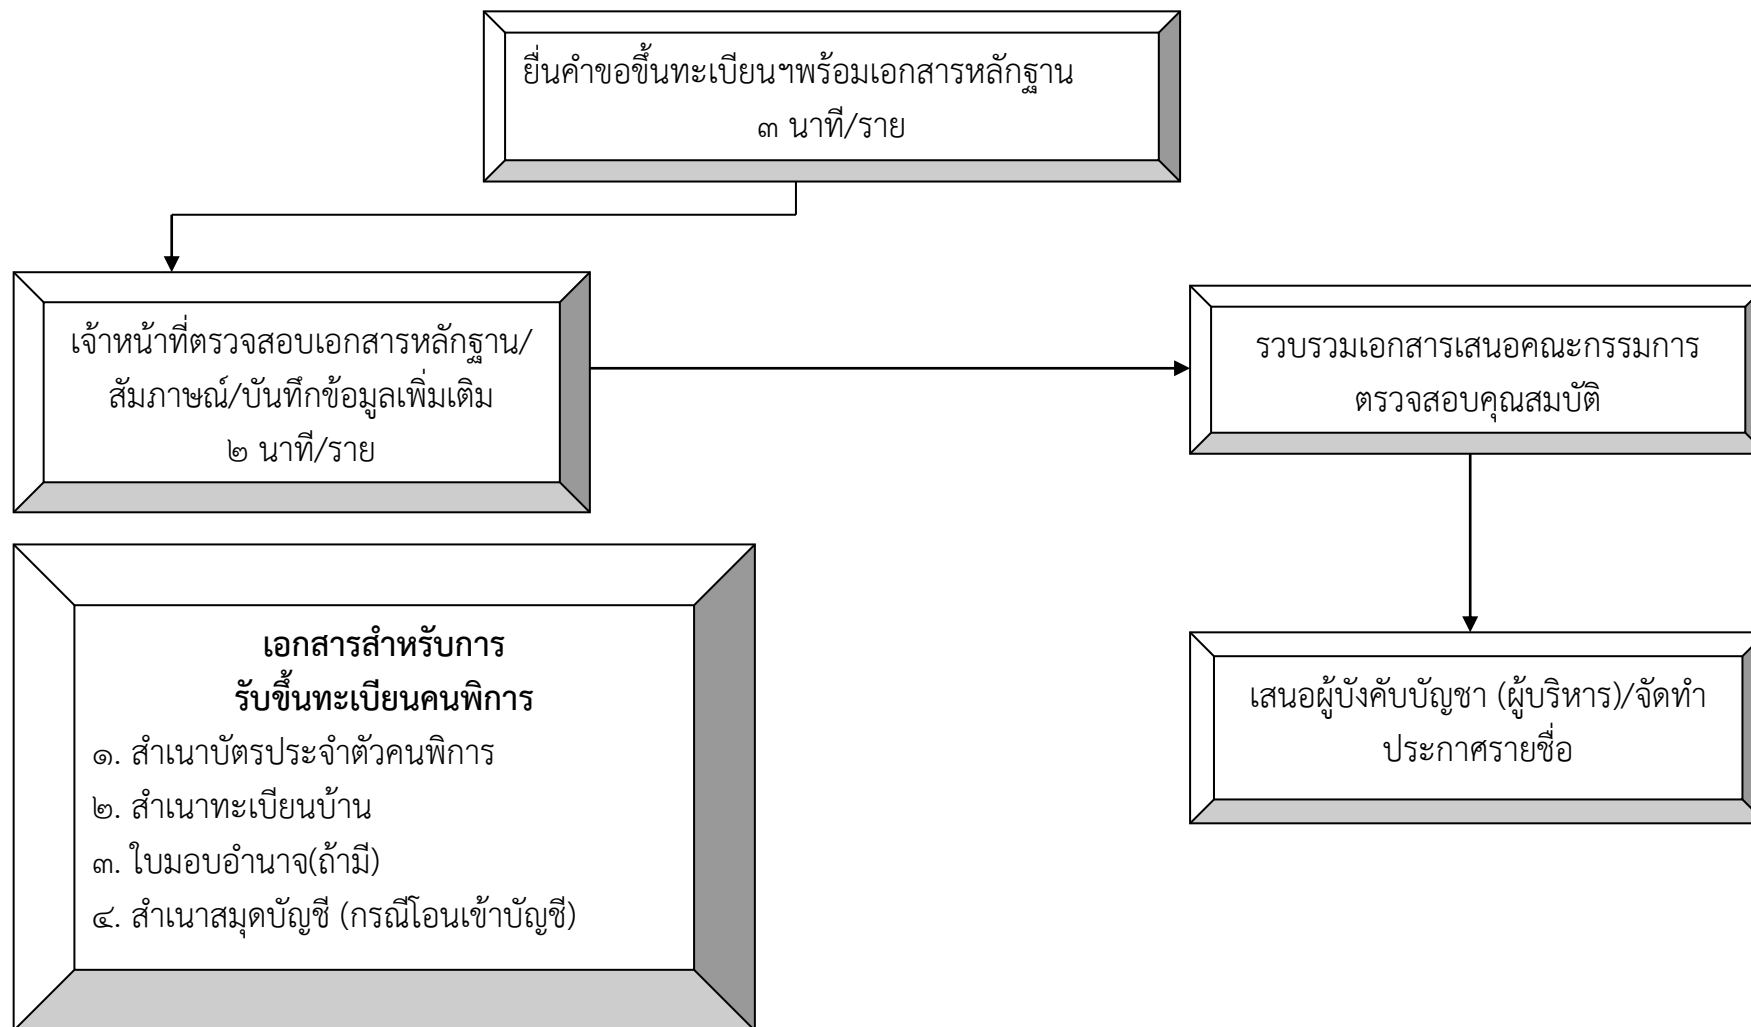 ยื่นคำขอขึ้นทะเบียนฯพร้อมเอกสารหลักฐาน
๓ นาที/ราย
เจ้าหน้าที่ตรวจสอบเอกสารหลักฐาน/
สัมภาษณ์/บันทึกข้อมูลเพิ่มเติม
๒ นาที/ราย
รวบรวมเอกสารเสนอคณะกรรมการ
ตรวจสอบคุณสมบัติ
เสนอผู้บังคับบัญชา (ผู้บริหาร)/จัดทำ
ประกาศรายชื่อ
เอกสารสำหรับการ
รับขึ้นทะเบียนคนพิการ
๑. สำเนาบัตรประจำตัวคนพิการ
๒. สำเนาทะเบียนบ้าน
๓. ใบมอบอำนาจ(ถ้ามี)
๔. สำเนาสมุดบัญชี (กรณีโอนเข้าบัญชี)